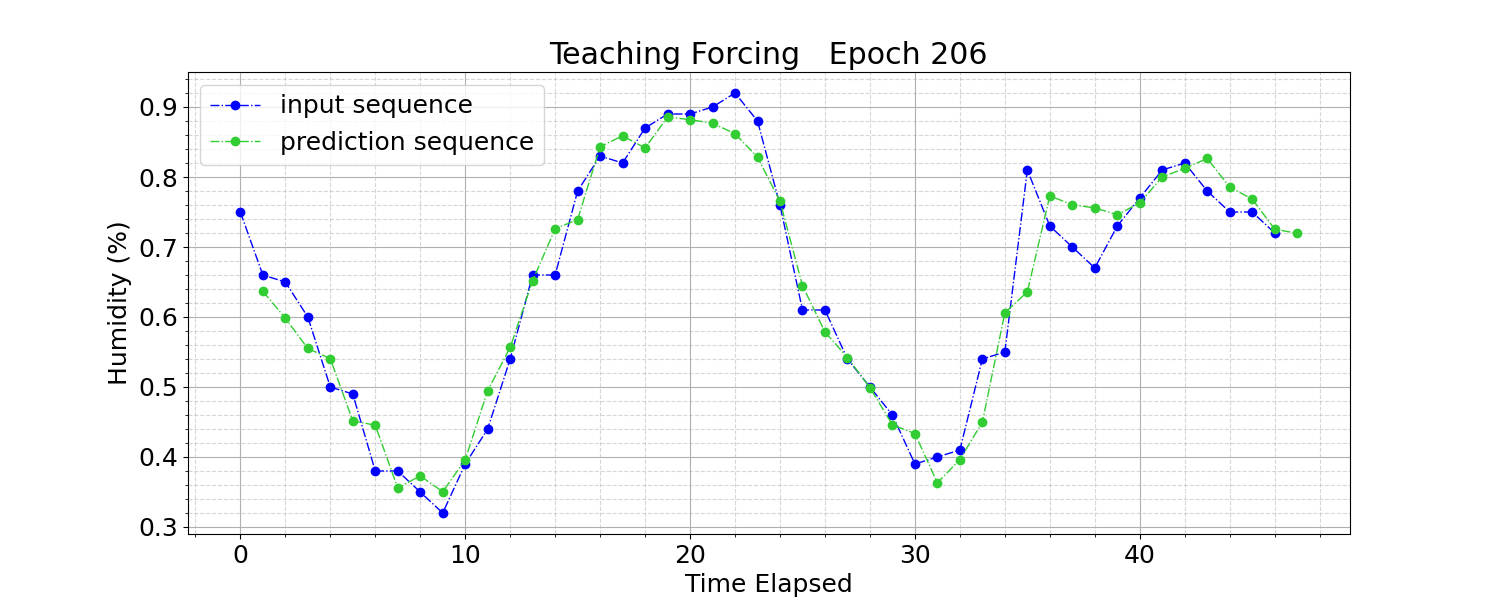 Teaching Forcing   Epoch 206
input sequence
prediction sequence
Humidity (%)
0.9
0.8
0.7
0.6
0.5
0.4
0.3
0 10 20 30 40
Time Elapsed